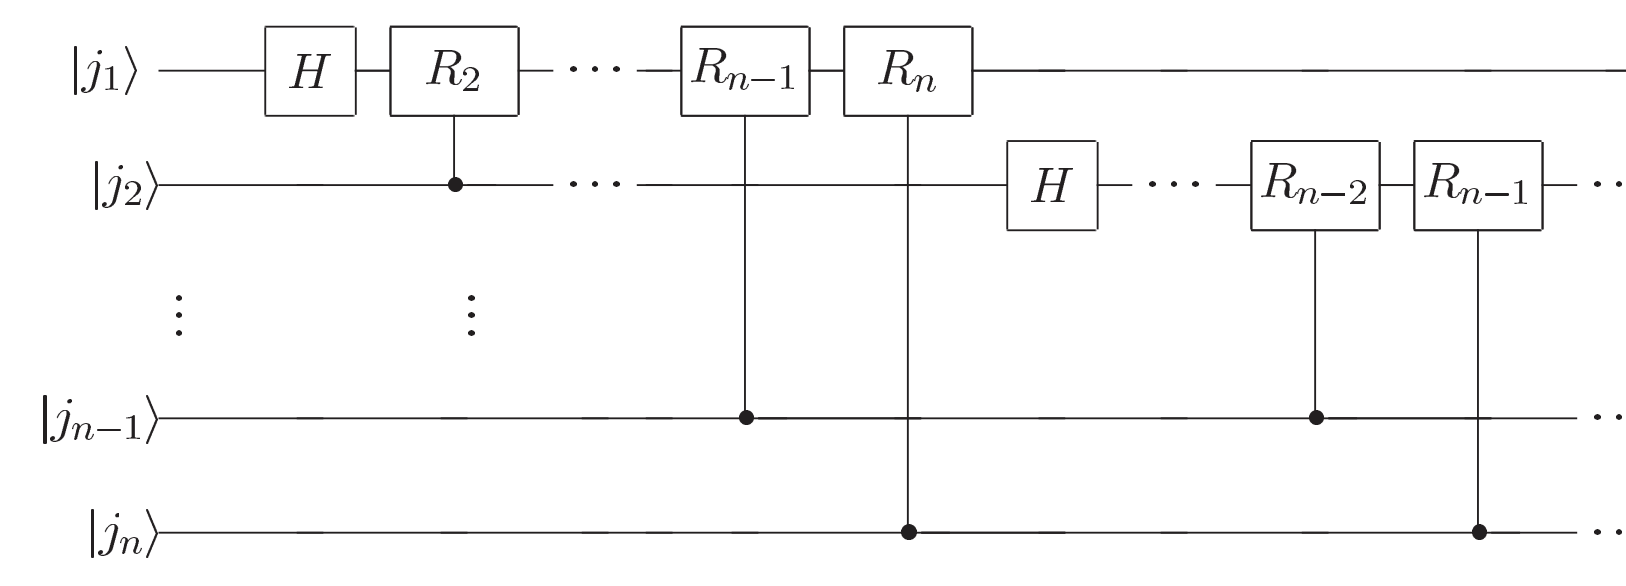 |j₁⟩ H R₂ ··· Rₙ₋₁ Rₙ
|j₂⟩ ··· H ··· Rₙ₋₂ Rₙ₋₁ ··
⋮ ⋮
|jₙ₋₁⟩ ··
|jₙ⟩ ··